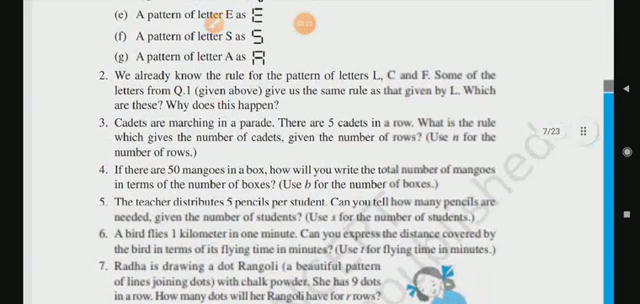 (e) A pattern of letter E as
(f) A pattern of letter S as
(g) A pattern of letter A as
2. We already know the rule for the pattern of letters L, C and F. Some of the
letters from Q.1 (given above) give us the same rule as that given by L. Which
are these? Why does this happen?
3. Cadets are marching in a parade. There are 5 cadets in a row. What is the rule
which gives the number of cadets, given the number of rows? (Use n for the
number of rows.)
7/23
4. If there are 50 mangoes in a box, how will you write the total number of mangoes
in terms of the number of boxes? (Use b for the number of boxes.)
5. The teacher distributes 5 pencils per student. Can you tell how many pencils are
needed, given the number of students? (Use s for the number of students.)
6. A bird flies 1 kilometer in one minute. Can you express the distance covered by
the bird in terms of its flying time in minutes? (Use t for flying time in minutes.)
7. Radha is drawing a dot Rangoli (a beautiful pattern
of lines joining dots) with chalk powder. She has 9 dots
in a row. How many dots will her Rangoli have for r rows?